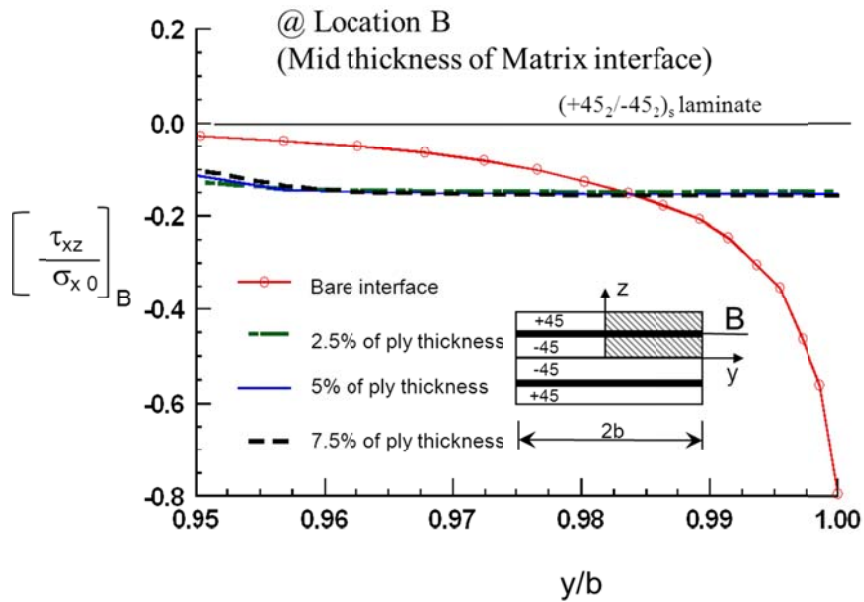 @ Location B
(Mid thickness of Matrix interface)
(+45₂/-45₂)ₛ laminate
0.2
0.0
-0.2
-0.4
-0.6
-0.8
[τxz / σx 0]B
Bare interface
2.5% of ply thickness
5% of ply thickness
7.5% of ply thickness
z
+45
B
-45
y
-45
+45
2b
0.95 0.96 0.97 0.98 0.99 1.00
y/b